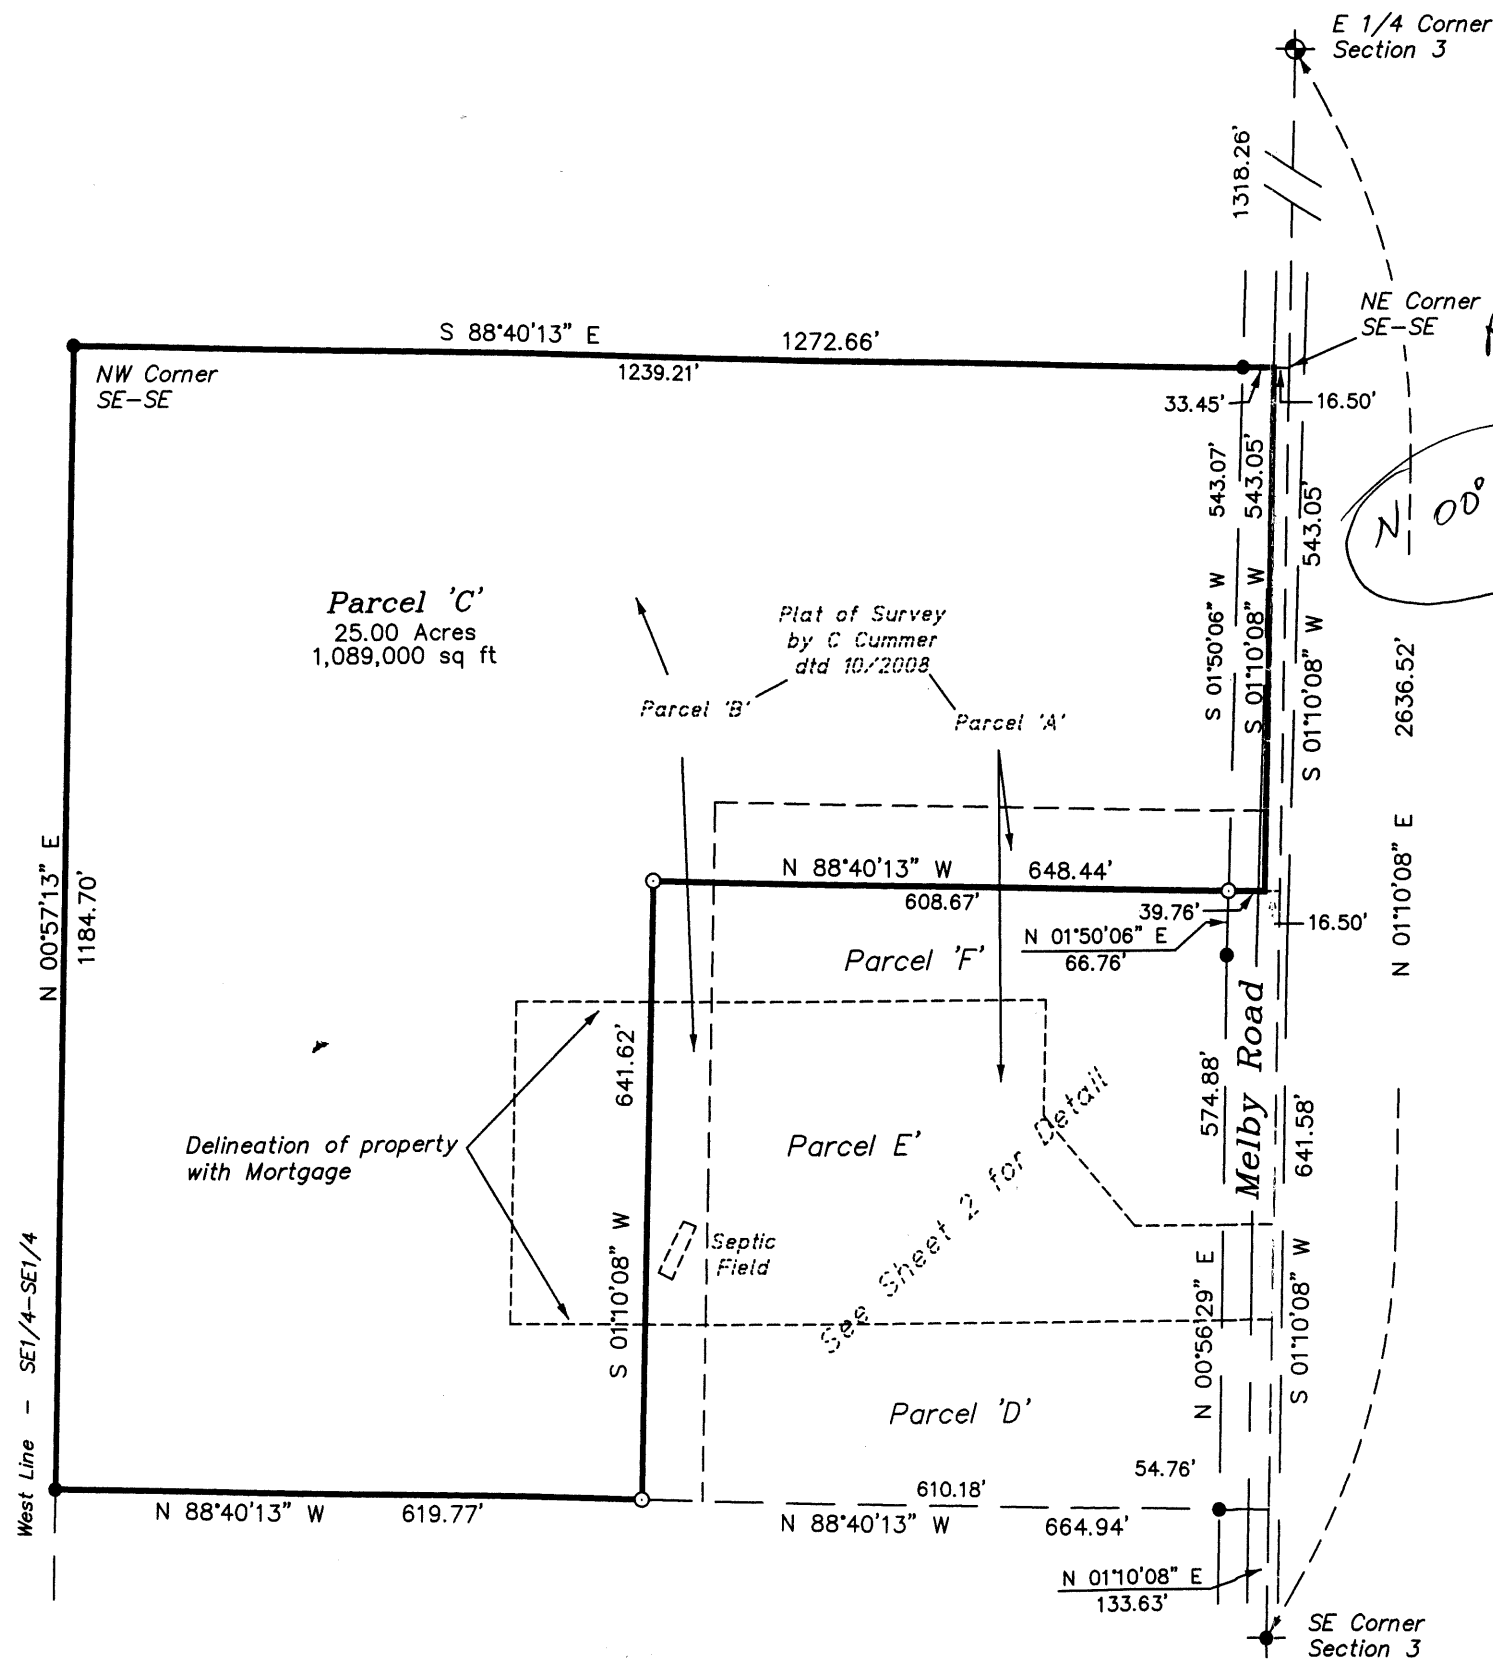 E 1/4 Corner
Section 3
1318.26'
NE Corner
SE-SE
S 88°40'13" E 1272.66'
1239.21'
NW Corner
SE-SE
33.45'
16.50'
S 01°50'06" W 543.07'
S 01°10'08" W 543.05'
S 01°10'08" W 543.05'
N 00°
N 01°10'08" E 2636.52'
Parcel 'C'
25.00 Acres
1,089,000 sq ft
Plat of Survey
by C Cummer
dtd 10/2008
Parcel 'B'
Parcel 'A'
N 00°57'13" E
1184.70'
N 88°40'13" W 648.44'
608.67'
39.76'
16.50'
N 01°50'06" E
66.76'
Parcel 'F'
641.62'
S 01°10'08" W
Delineation of property
with Mortgage
Parcel E'
See Sheet 2 for Detail
Melby Road
574.88'
N 00°56'29" E
641.58'
S 01°10'08" W
Septic
Field
Parcel 'D'
54.76'
West Line - SE1/4-SE1/4
N 88°40'13" W 619.77'
610.18'
N 88°40'13" W 664.94'
N 01°10'08" E
133.63'
SE Corner
Section 3